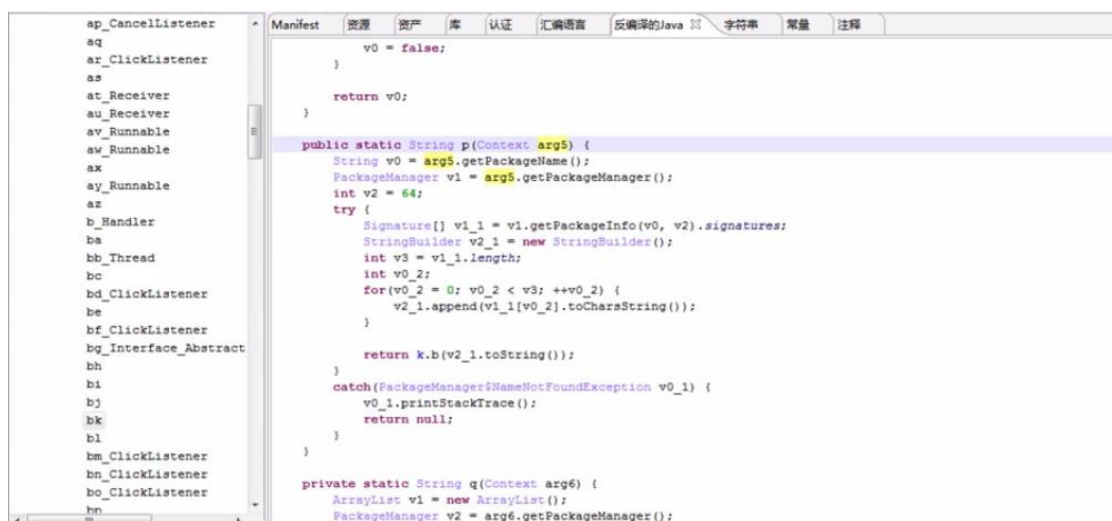 ap_CancelListener
aq
ar_ClickListener
as
at_Receiver
au_Receiver
av_Runnable
aw_Runnable
ax
ay_Runnable
az
b_Handler
ba
bb_Thread
bc
bd_ClickListener
be
bf_ClickListener
bg_Interface_Abstract
bh
bi
bj
bk
bl
bm_ClickListener
bn_ClickListener
bo_ClickListener
Manifest 资源 资产 库 认证 汇编语言 反编译的Java 字符串 常量 注释
v0 = false;
}
return v0;
}
public static String p(Context arg5) {
String v0 = arg5.getPackageName();
PackageManager v1 = arg5.getPackageManager();
int v2 = 64;
try {
Signature[] v1_1 = v1.getPackageInfo(v0, v2).signatures;
StringBuilder v2_1 = new StringBuilder();
int v3 = v1_1.length;
int v0_2;
for(v0_2 = 0; v0_2 < v3; ++v0_2) {
v2_1.append(v1_1[v0_2].toCharsString());
}
return k.b(v2_1.toString());
}
catch(PackageManager$NameNotFoundException v0_1) {
v0_1.printStackTrace();
return null;
}
}
private static String q(Context arg6) {
ArrayList v1 = new ArrayList();
PackageManager v2 = arg6.getPackageManager();